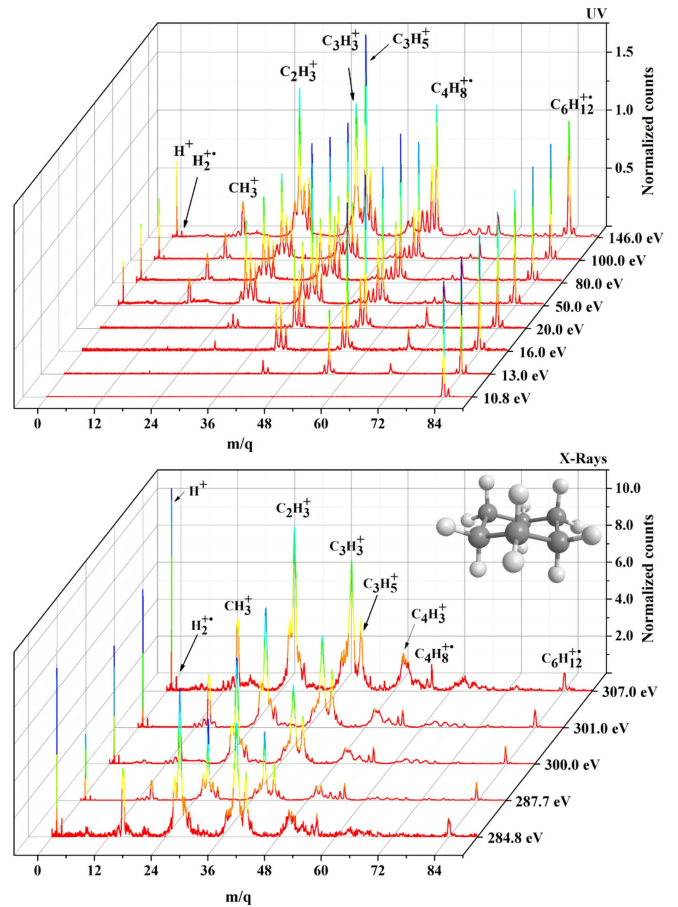 UV
C₃H₃⁺
C₃H₅⁺
1.5
C₂H₃⁺
C₄H₈⁺•
C₆H₁₂⁺•
1.0
H⁺
H₂⁺•
0.5
Normalized counts
CH₃⁺
146.0 eV
100.0 eV
80.0 eV
50.0 eV
20.0 eV
16.0 eV
13.0 eV
10.8 eV
0 12 24 36 48 60 72 84
m/q
X-Rays
H⁺
10.0
C₂H₃⁺
8.0
C₃H₃⁺
6.0
C₃H₅⁺
4.0
H₂⁺•
CH₃⁺
C₄H₃⁺
2.0
C₄H₈⁺•
C₆H₁₂⁺•
Normalized counts
307.0 eV
301.0 eV
300.0 eV
287.7 eV
284.8 eV
0 12 24 36 48 60 72 84
m/q